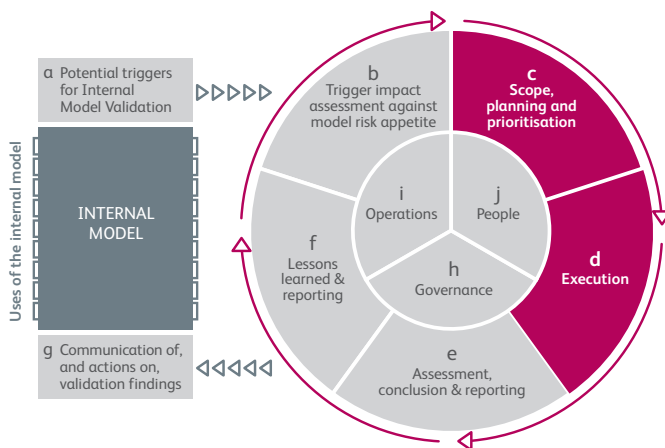 a Potential triggers
for Internal
Model Validation
Uses of the internal model
INTERNAL
MODEL
g Communication of,
and actions on,
validation findings
b
Trigger impact
assessment against
model risk appetite
c
Scope,
planning and
prioritisation
d
Execution
e
Assessment,
conclusion & reporting
f
Lessons
learned &
reporting
i
Operations
j
People
h
Governance